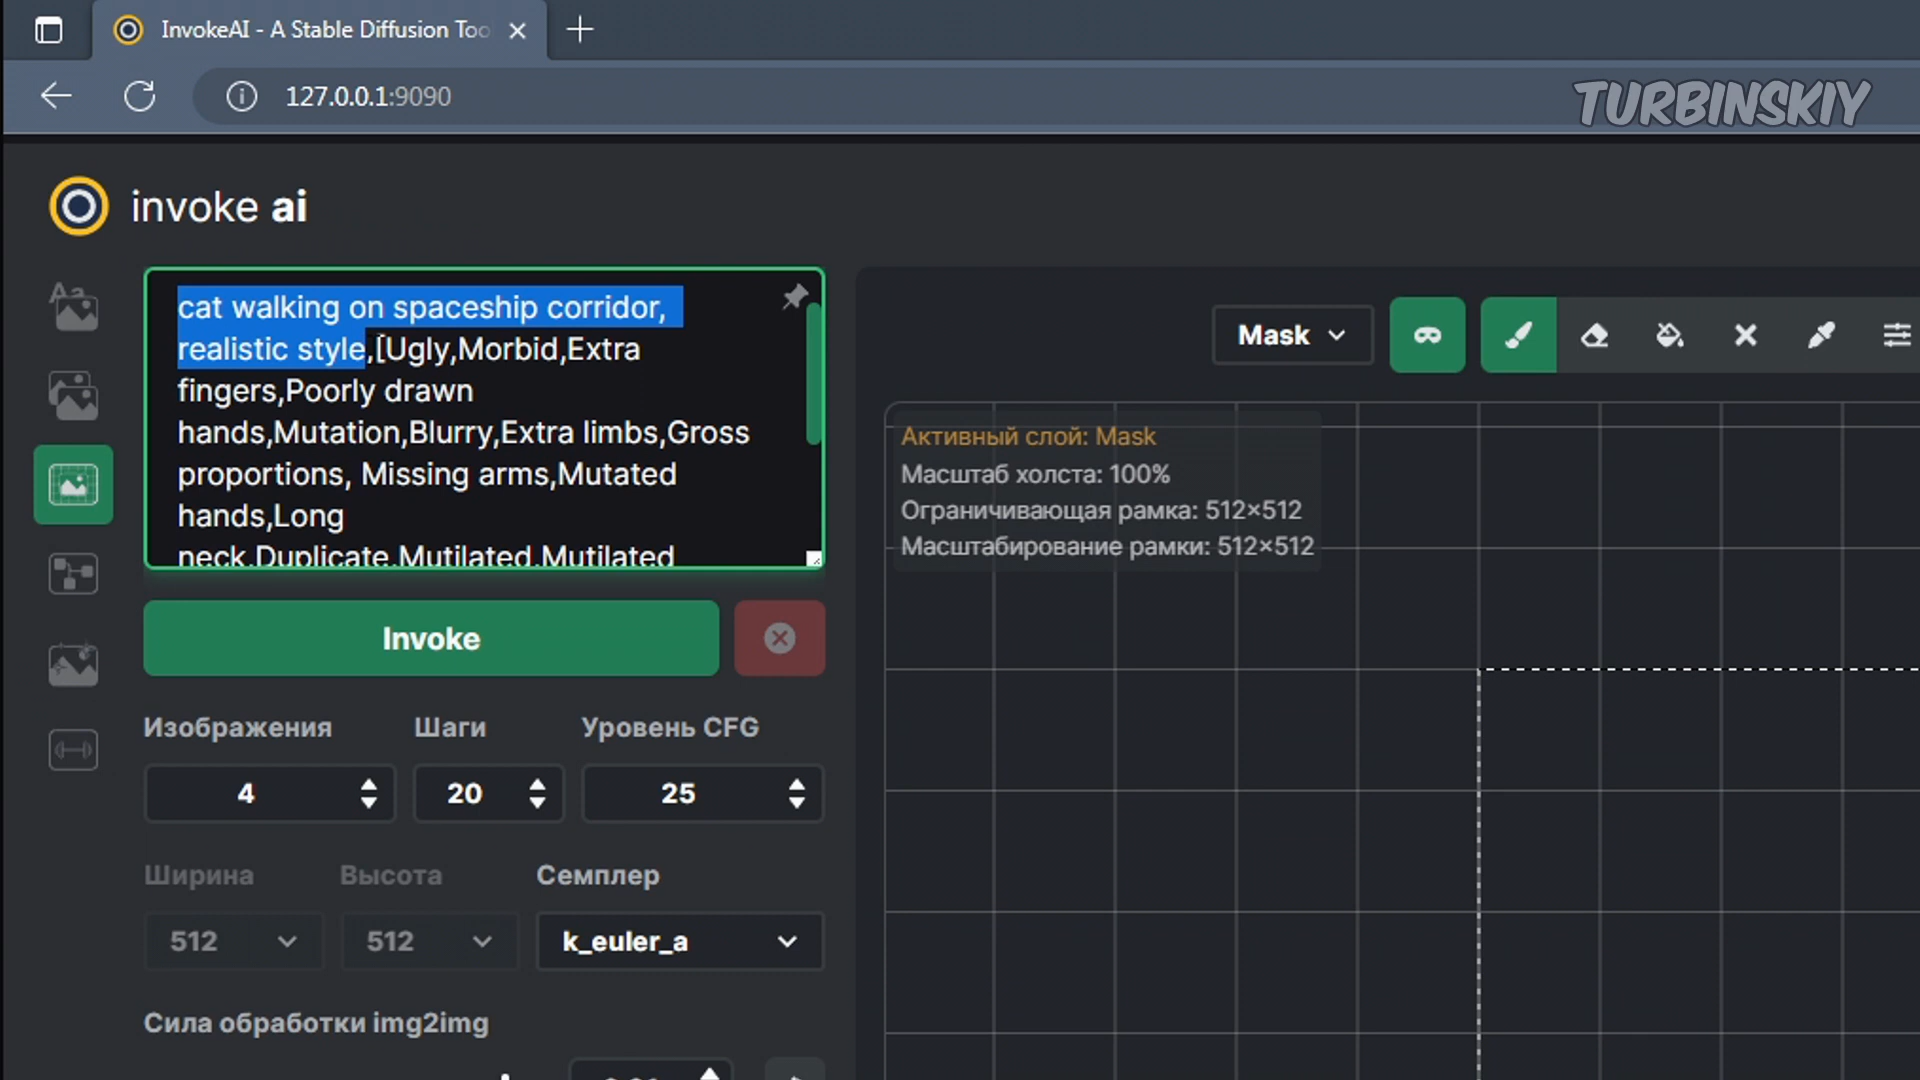 InvokeAI - A Stable Diffusion Too
127.0.0.1:9090
TURBINSKIY
invoke ai
cat walking on spaceship corridor,
realistic style,[Ugly,Morbid,Extra
fingers,Poorly drawn
hands,Mutation,Blurry,Extra limbs,Gross
proportions, Missing arms,Mutated
hands,Long
neck,Duplicate,Mutilated,Mutilated
Mask
Активный слой: Mask
Масштаб холста: 100%
Ограничивающая рамка: 512×512
Масштабирование рамки: 512×512
Invoke
Изображения Шаги Уровень CFG
4 20 25
Ширина Высота Семплер
512 512 k_euler_a
Сила обработки img2img